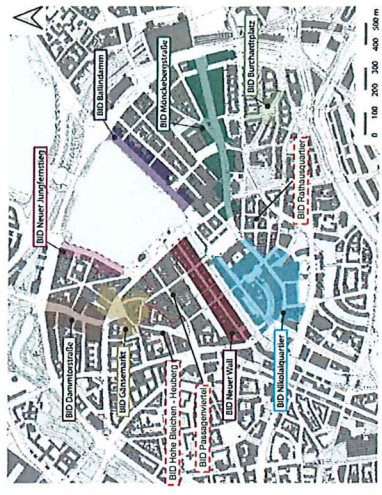 BID Neuer Jungfernstieg
BID Ballindamm
BID Mönckebergstraße
BID Burchardtplatz
BID Dammtorstraße
BID Gänsemarkt
BID Hohe Bleichen - Heuberg
BID Passagenviertel
BID Neuer Wall
BID Nikolaiquartier
BID Rathausquartier
0 100 200 300 400 500 m